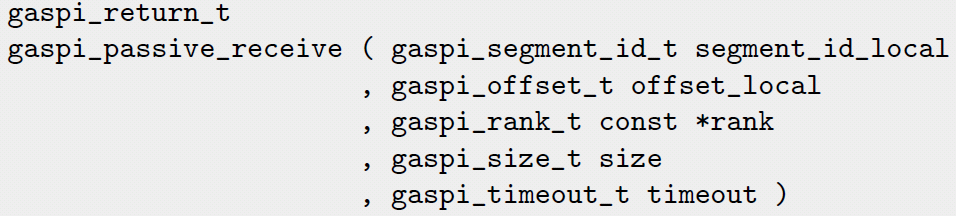 gaspi_return_t
gaspi_passive_receive ( gaspi_segment_id_t segment_id_local
, gaspi_offset_t offset_local
, gaspi_rank_t const *rank
, gaspi_size_t size
, gaspi_timeout_t timeout )